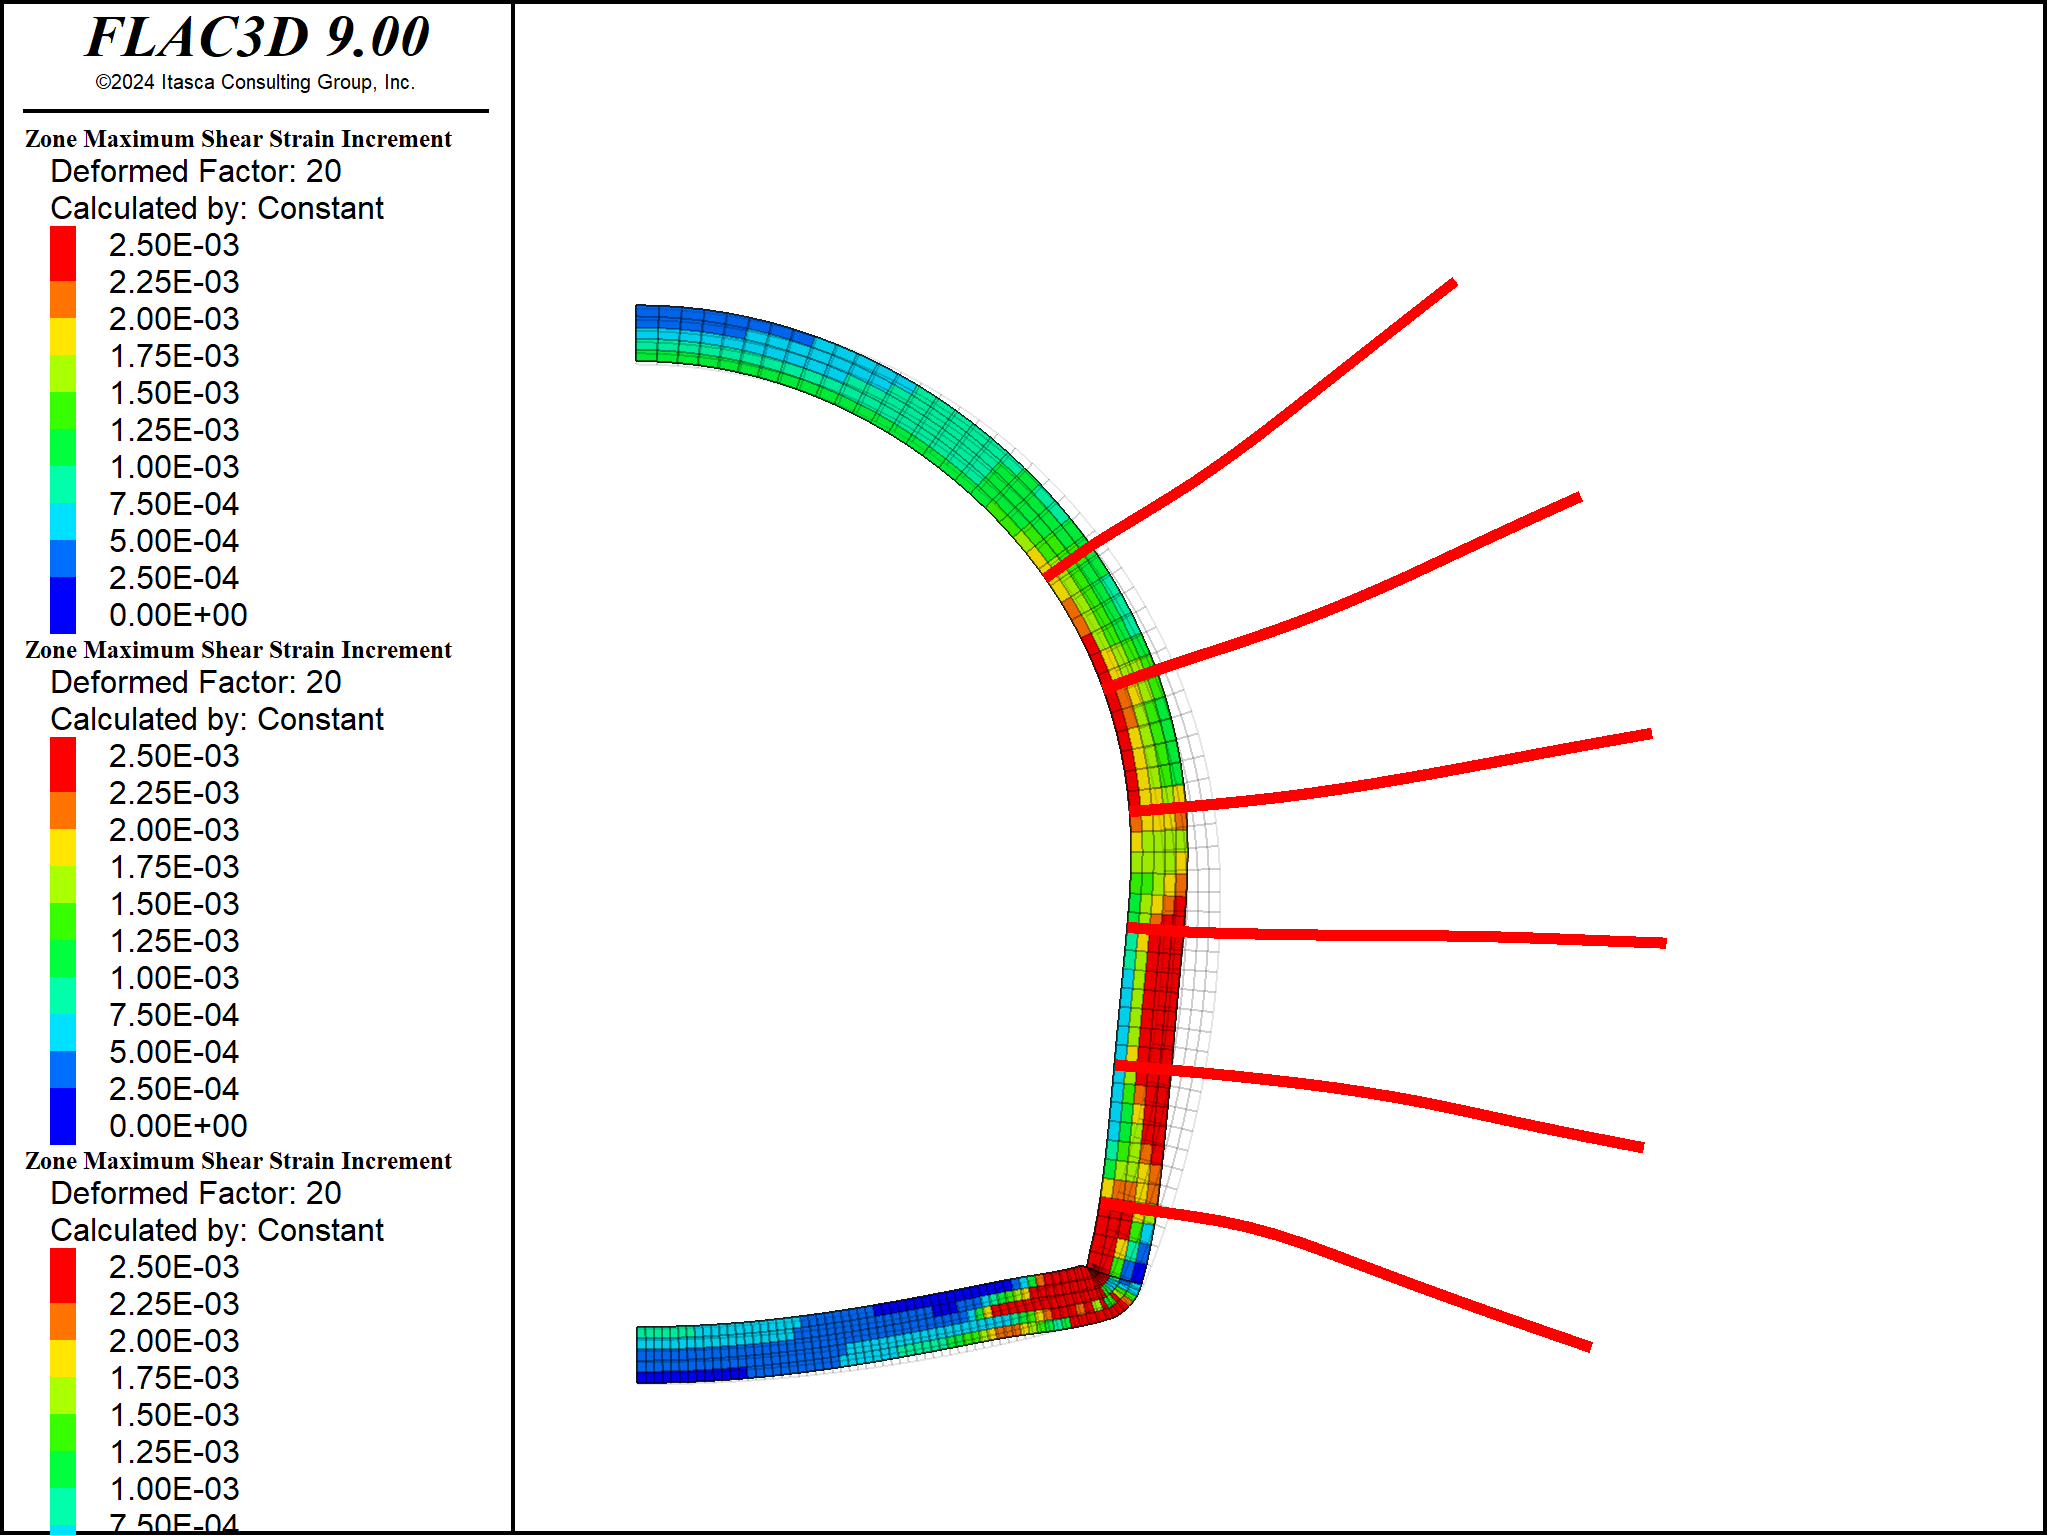 FLAC3D 9.00
©2024 Itasca Consulting Group, Inc.
Zone Maximum Shear Strain Increment
Deformed Factor: 20
Calculated by: Constant
2.50E-03
2.25E-03
2.00E-03
1.75E-03
1.50E-03
1.25E-03
1.00E-03
7.50E-04
5.00E-04
2.50E-04
0.00E+00
Zone Maximum Shear Strain Increment
Deformed Factor: 20
Calculated by: Constant
2.50E-03
2.25E-03
2.00E-03
1.75E-03
1.50E-03
1.25E-03
1.00E-03
7.50E-04
5.00E-04
2.50E-04
0.00E+00
Zone Maximum Shear Strain Increment
Deformed Factor: 20
Calculated by: Constant
2.50E-03
2.25E-03
2.00E-03
1.75E-03
1.50E-03
1.25E-03
1.00E-03
7.50E-04